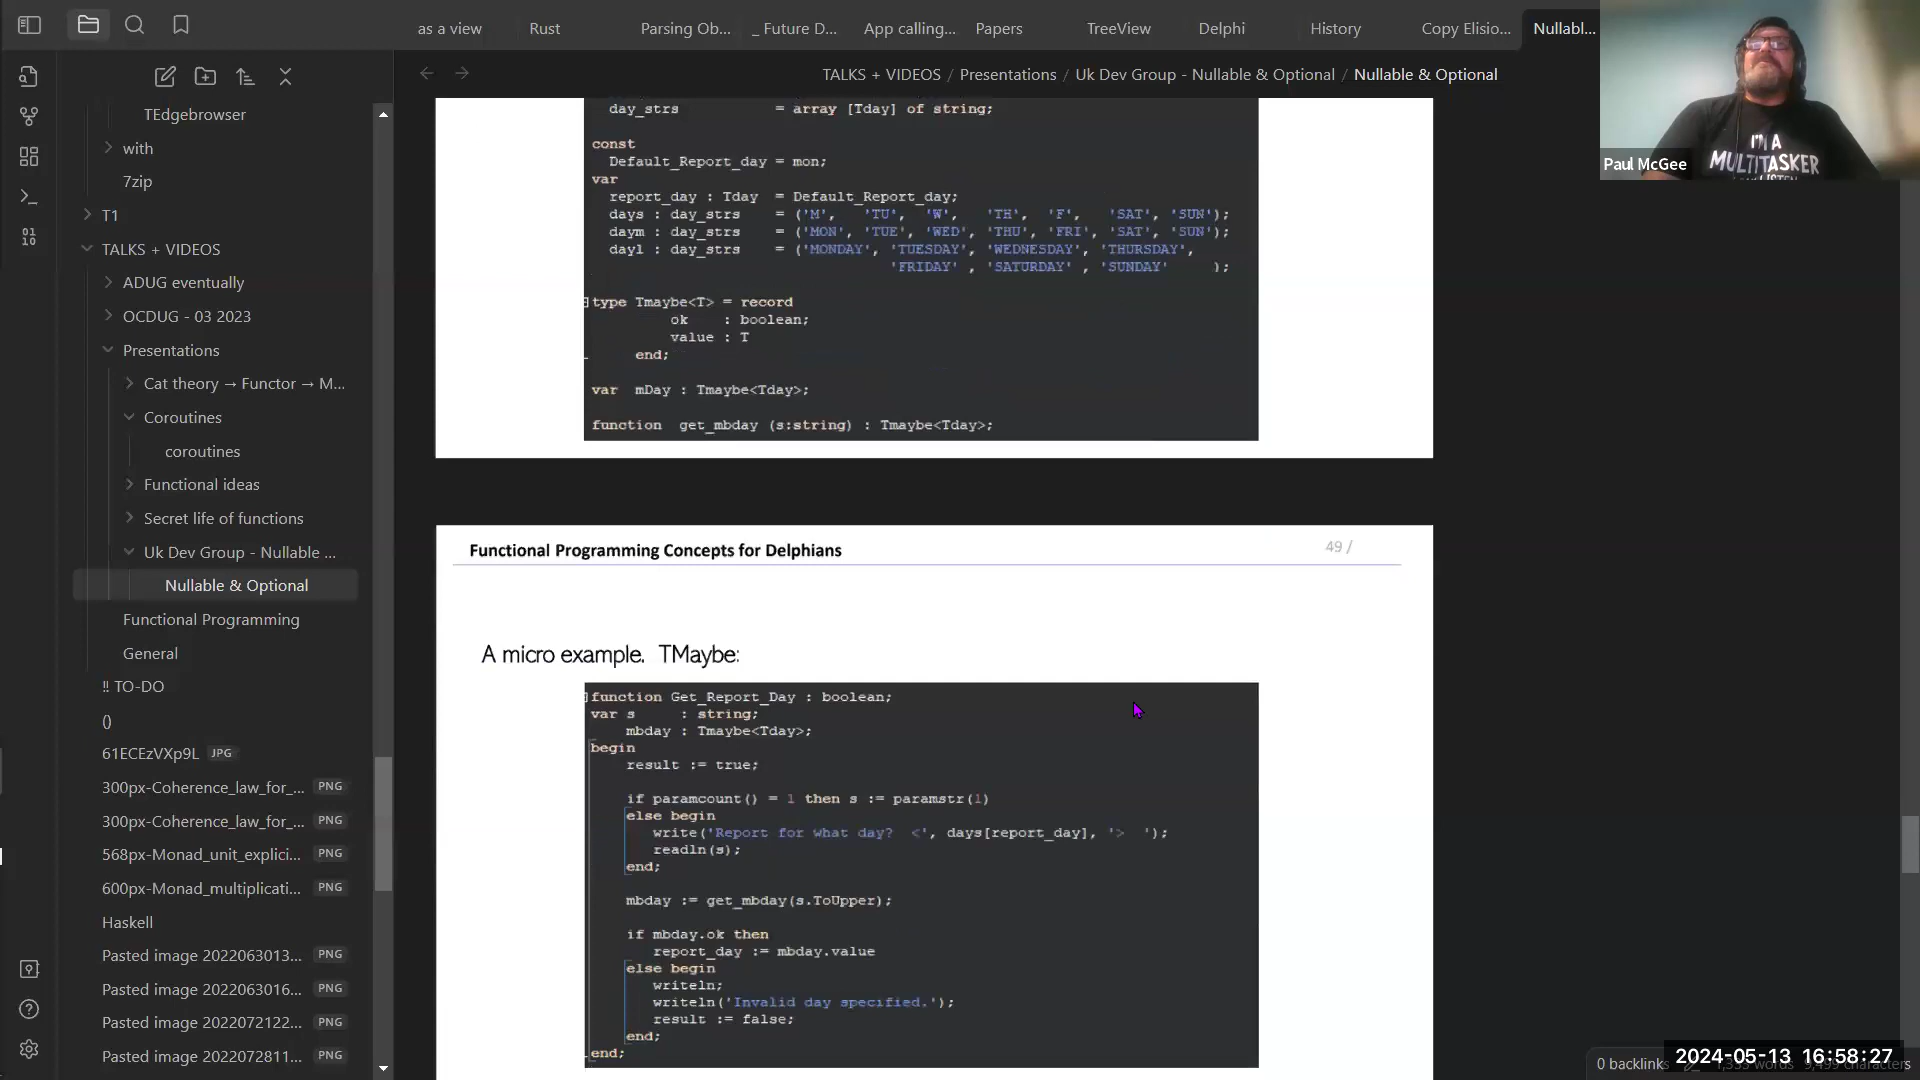 as a view
Rust
Parsing Ob...
_ Future D...
App calling...
Papers
TreeView
Delphi
History
Copy Elisio...
Nullabl...
TALKS + VIDEOS / Presentations / Uk Dev Group - Nullable & Optional / Nullable & Optional
TEdgebrowser
with
7zip
T1
TALKS + VIDEOS
ADUG eventually
OCDUG - 03 2023
Presentations
Cat theory → Functor → M...
Coroutines
coroutines
Functional ideas
Secret life of functions
Uk Dev Group - Nullable ...
Nullable & Optional
Functional Programming
General
!! TO-DO
()
61ECEzVXp9L JPG
300px-Coherence_law_for_... PNG
300px-Coherence_law_for_... PNG
568px-Monad_unit_explici... PNG
600px-Monad_multiplicati... PNG
Haskell
Pasted image 2022063013... PNG
Pasted image 2022063016... PNG
Pasted image 2022072122... PNG
Pasted image 2022072811... PNG
day_strs = array [Tday] of string;
const
Default_Report_day = mon;
var
report_day : Tday = Default_Report_day;
days : day_strs = ('M', 'TU', 'W', 'TH', 'F', 'SAT', 'SUN');
daym : day_strs = ('MON', 'TUE', 'WED', 'THU', 'FRI', 'SAT', 'SUN');
dayl : day_strs = ('MONDAY', 'TUESDAY', 'WEDNESDAY', 'THURSDAY',
'FRIDAY' , 'SATURDAY' , 'SUNDAY' );
type Tmaybe<T> = record
ok : boolean;
value : T
end;
var mDay : Tmaybe<Tday>;
function get_mbday (s:string) : Tmaybe<Tday>;
Functional Programming Concepts for Delphians
49 /
A micro example. TMaybe:
function Get_Report_Day : boolean;
var s : string;
mbday : Tmaybe<Tday>;
begin
result := true;
if paramcount() = 1 then s := paramstr(1)
else begin
write('Report for what day? <', days[report_day], '> ');
readln(s);
end;
mbday := get_mbday(s.ToUpper);
if mbday.ok then
report_day := mbday.value
else begin
writeln;
writeln('Invalid day specified.');
result := false;
end;
end;
I'M A
MULTITASKER
Paul McGee
0 backlinks
2024-05-13 16:58:27